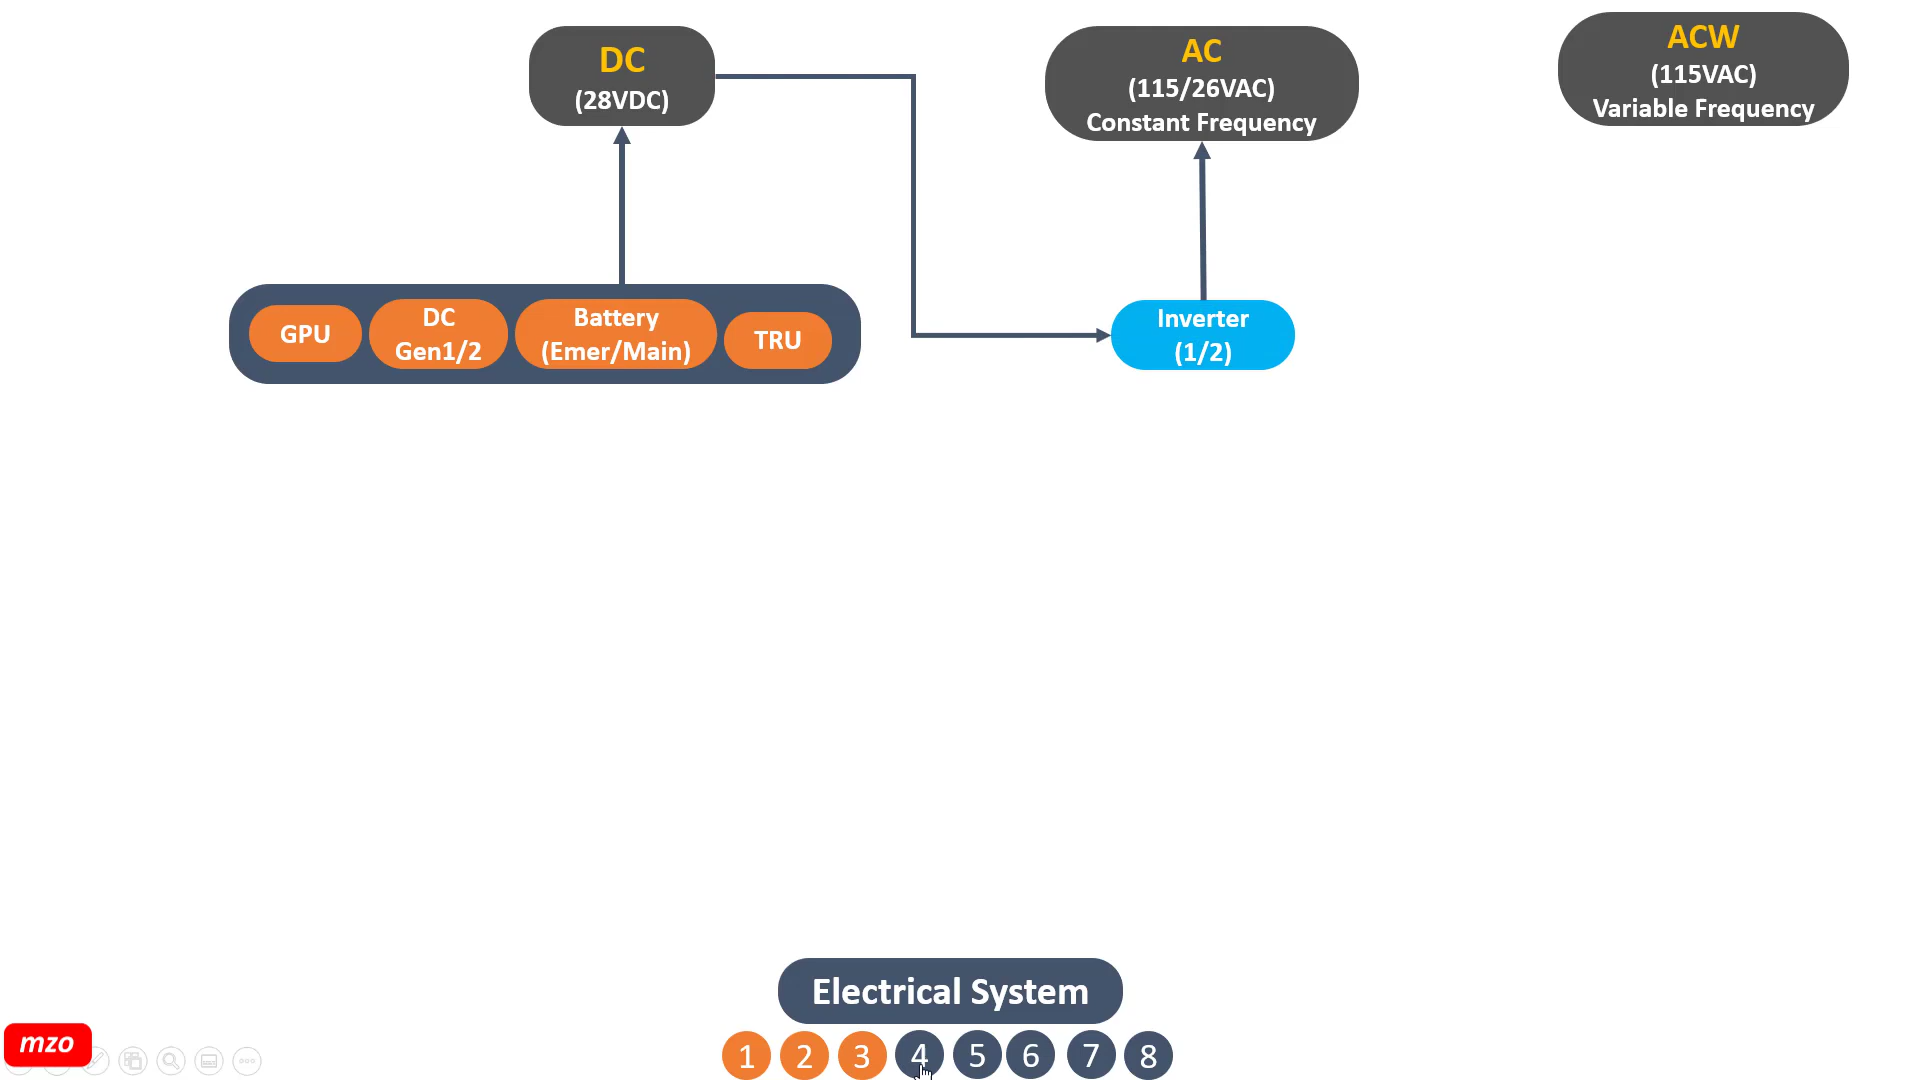 DC
(28VDC)
AC
(115/26VAC)
Constant Frequency
ACW
(115VAC)
Variable Frequency
GPU
DC
Gen1/2
Battery
(Emer/Main)
TRU
Inverter
(1/2)
Electrical System
1 2 3 4 5 6 7 8
mzo